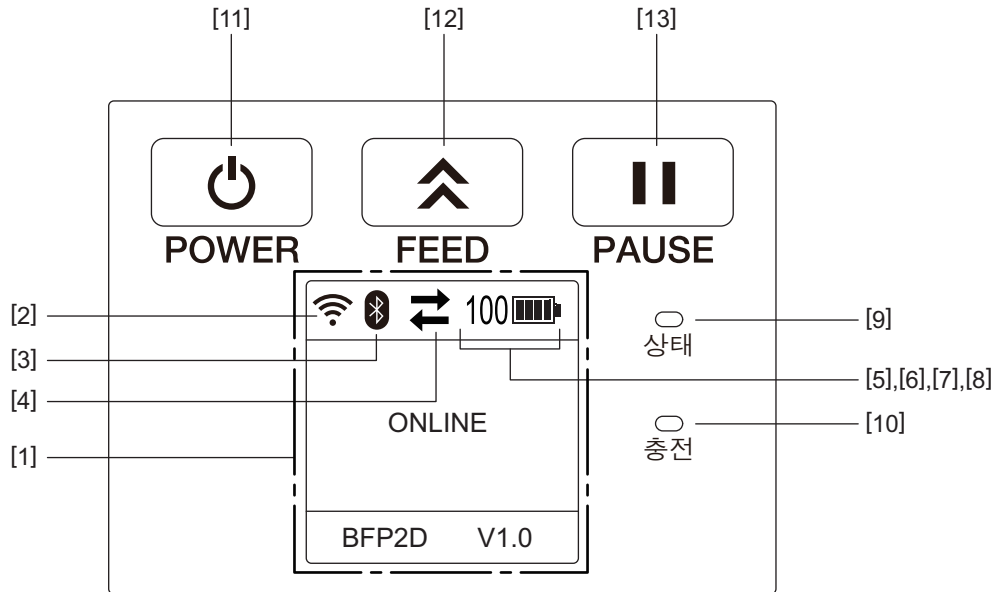 [11] [12] [13]
POWER FEED PAUSE
[2] 100 [9]
상태
[3]
[5],[6],[7],[8]
[4] ONLINE [10]
충전
[1]
BFP2D V1.0